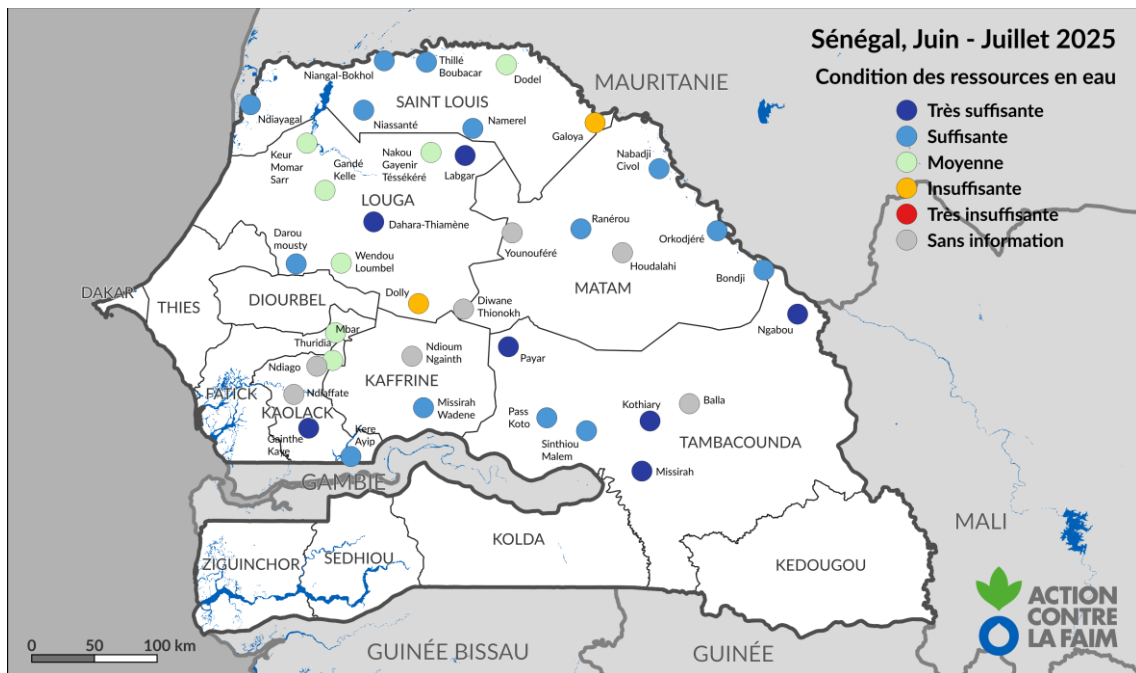 Sénégal, Juin - Juillet 2025
Condition des ressources en eau
Très suffisante
Suffisante
Moyenne
Insuffisante
Très insuffisante
Sans information
MAURITANIE
Niangal-Bokhol
Thillé
Boubacar
Dodel
SAINT LOUIS
Ndiayagal
Niassanté
Namerel
Galoya
Keur
Momar
Sarr
Gandé
Kelle
Nakou
Gayenir
Téssékéré
Labgar
Nabadji
Civol
LOUGA
Dahara-Thiamène
Ranérou
Orkodjéré
Younouféré
Houdalahi
Darou
mousty
Wendou
Loumbel
Bondji
MATAM
DAKAR
THIES
DIOURBEL
Dolly
Diwane
Thionokh
Ngabou
Mbar
Thuridia
Payar
Ndiago
Ndioum
Ngainth
KAFFRINE
FATICK
Ndlaffate
KAOLACK
Missirah
Wadene
Pass
Koto
Kothiary
Balla
Gainthe
Kaye
Kere
Ayip
Sinthiou
Malem
TAMBACOUNDA
Missirah
GAMBIE
MALI
ZIGUINCHOR
SEDHIOU
KOLDA
KEDOUGOU
ACTION
CONTRE
LA FAIM
0 50 100 km
GUINÉE BISSAU
GUINÉE